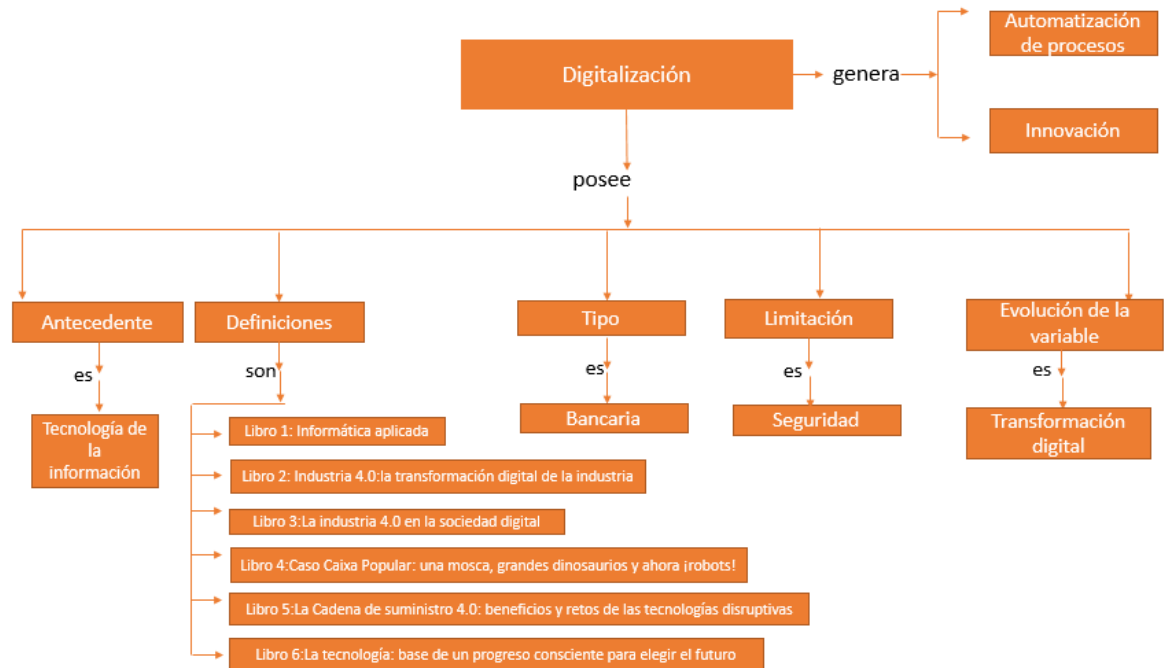 Automatización
de procesos
Digitalización
genera
Innovación
posee
Antecedente
Definiciones
Tipo
Limitación
Evolución de la
variable
es
son
es
es
es
Tecnología de
la
información
Bancaria
Seguridad
Transformación
digital
Libro 1: Informática aplicada
Libro 2: Industria 4.0:la transformación digital de la industria
Libro 3:La industria 4.0 en la sociedad digital
Libro 4:Caso Caixa Popular: una mosca, grandes dinosaurios y ahora ¡robots!
Libro 5:La Cadena de suministro 4.0: beneficios y retos de las tecnologías disruptivas
Libro 6:La tecnología: base de un progreso consciente para elegir el futuro